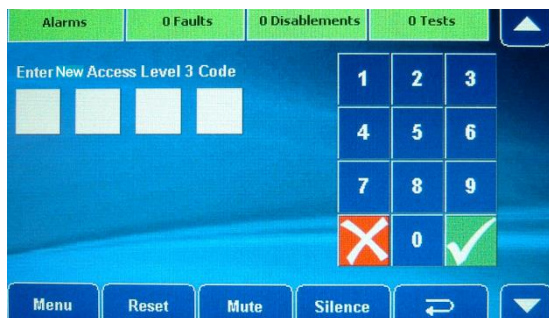 Alarms 0 Faults 0 Disablements 0 Tests
Enter New Access Level 3 Code
1 2 3
4 5 6
7 8 9
0
Menu Reset Mute Silence